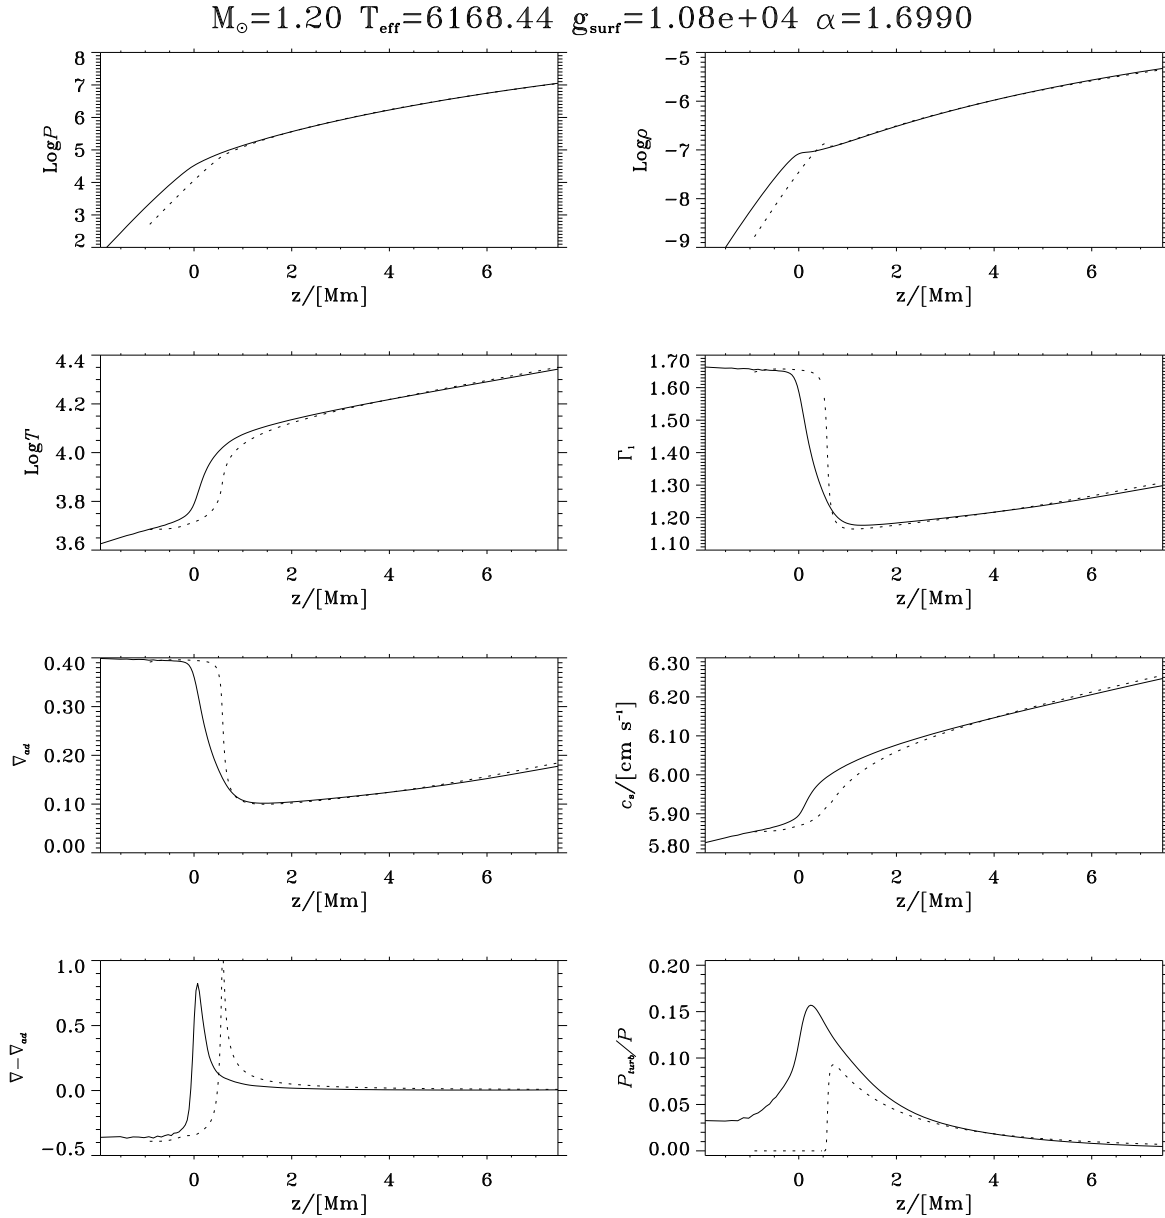 M⊙=1.20 Teff=6168.44 gsurf=1.08e+04 α=1.6990
8
7
6
5
4
3
2
LogP
0 2 4 6
z/[Mm]
-5
-6
-7
-8
-9
Logρ
0 2 4 6
z/[Mm]
4.4
4.2
4.0
3.8
3.6
LogT
0 2 4 6
z/[Mm]
1.70
1.60
1.50
1.40
1.30
1.20
1.10
Γ1
0 2 4 6
z/[Mm]
0.40
0.30
0.20
0.10
0.00
∇ad
0 2 4 6
z/[Mm]
6.30
6.20
6.10
6.00
5.90
5.80
cs/[cm s⁻¹]
0 2 4 6
z/[Mm]
1.0
0.5
0.0
-0.5
∇-∇ad
0 2 4 6
z/[Mm]
0.20
0.15
0.10
0.05
0.00
Pturb/P
0 2 4 6
z/[Mm]